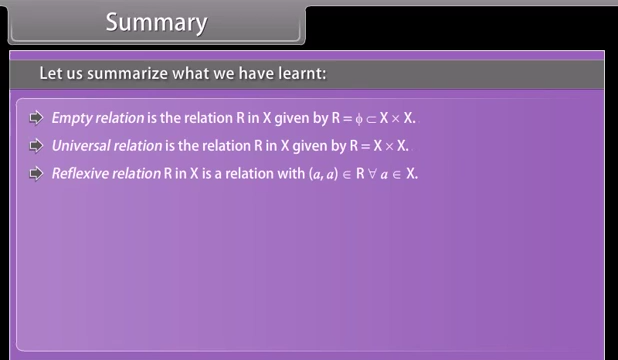 Summary
Let us summarize what we have learnt:
Empty relation is the relation R in X given by R = ϕ ⊂ X × X.
Universal relation is the relation R in X given by R = X × X.
Reflexive relation R in X is a relation with (a, a) ∈ R ∀ a ∈ X.